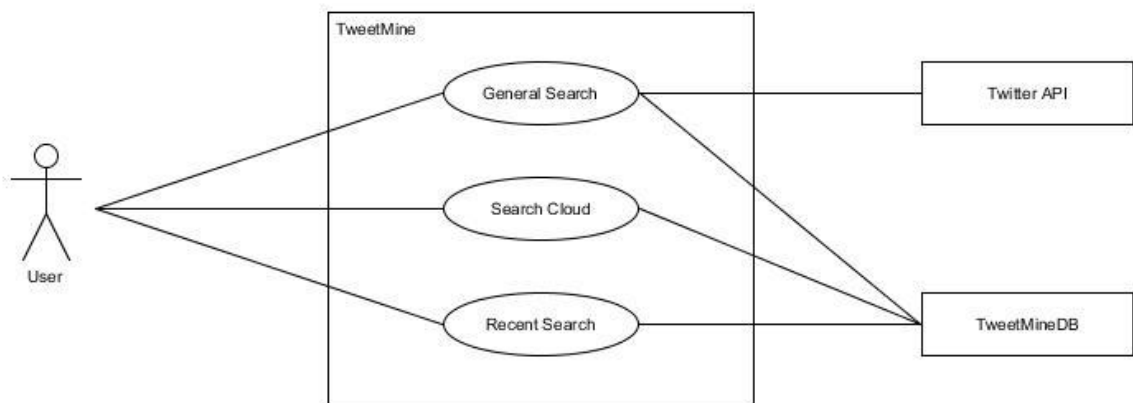 TweetMine
General Search
Twitter API
Search Cloud
User
Recent Search
TweetMineDB